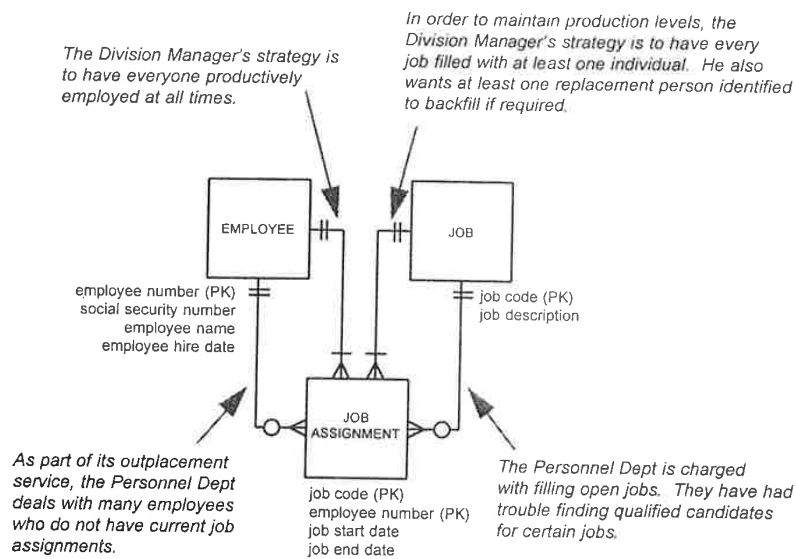 The Division Manager's strategy is
to have everyone productively
employed at all times.
In order to maintain production levels, the
Division Manager's strategy is to have every
job filled with at least one individual. He also
wants at least one replacement person identified
to backfill if required.
EMPLOYEE
JOB
employee number (PK)
social security number
employee name
employee hire date
job code (PK)
job description
JOB
ASSIGNMENT
As part of its outplacement
service, the Personnel Dept
deals with many employees
who do not have current job
assignments.
job code (PK)
employee number (PK)
job start date
job end date
The Personnel Dept is charged
with filling open jobs. They have had
trouble finding qualified candidates
for certain jobs.